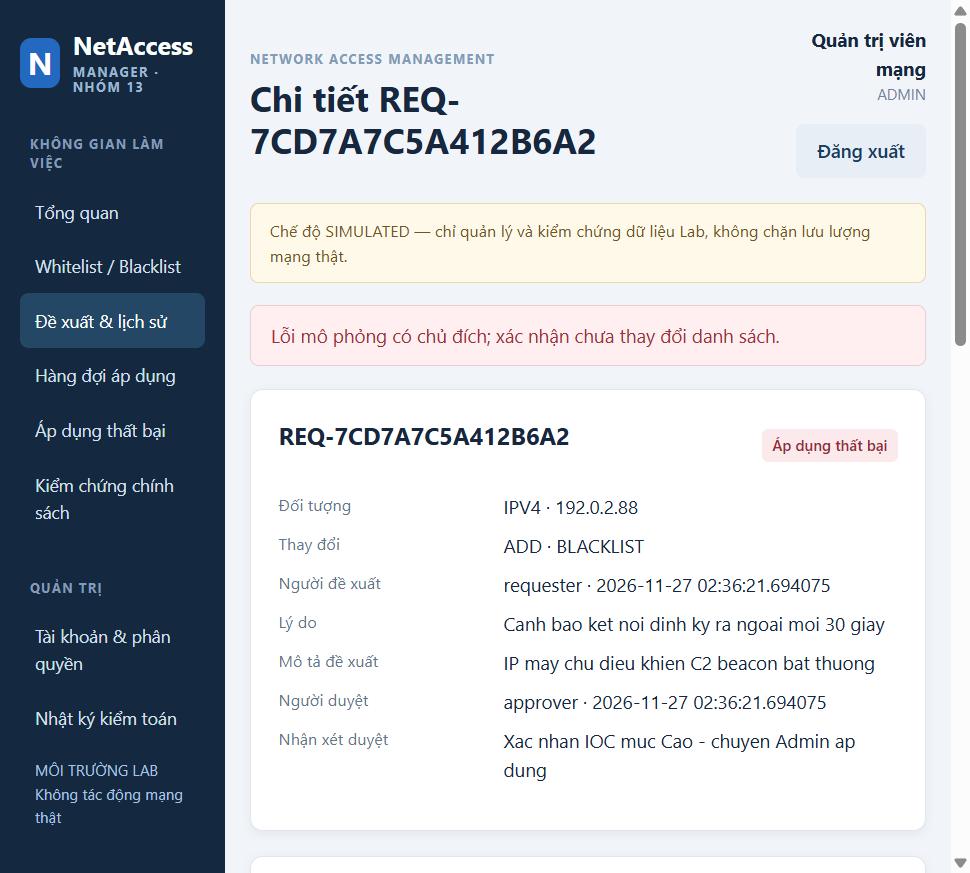 N
NetAccess
MANAGER ·
NHÓM 13
KHÔNG GIAN LÀM
VIỆC
Tổng quan
Whitelist / Blacklist
Đề xuất & lịch sử
Hàng đợi áp dụng
Áp dụng thất bại
Kiểm chứng chính
sách
QUẢN TRỊ
Tài khoản & phân
quyền
Nhật ký kiểm toán
MÔI TRƯỜNG LAB
Không tác động mạng
thật
NETWORK ACCESS MANAGEMENT
Chi tiết REQ-
7CD7A7C5A412B6A2
Quản trị viên
mạng
ADMIN
Đăng xuất
Chế độ SIMULATED — chỉ quản lý và kiểm chứng dữ liệu Lab, không chặn lưu lượng
mạng thật.
Lỗi mô phỏng có chủ đích; xác nhận chưa thay đổi danh sách.
REQ-7CD7A7C5A412B6A2
Áp dụng thất bại
Đối tượng IPV4 · 192.0.2.88
Thay đổi ADD · BLACKLIST
Người đề xuất requester · 2026-11-27 02:36:21.694075
Lý do Canh bao ket noi dinh ky ra ngoai moi 30 giay
Mô tả đề xuất IP may chu dieu khien C2 beacon bat thuong
Người duyệt approver · 2026-11-27 02:36:21.694075
Nhận xét duyệt Xac nhan IOC muc Cao - chuyen Admin ap
dung